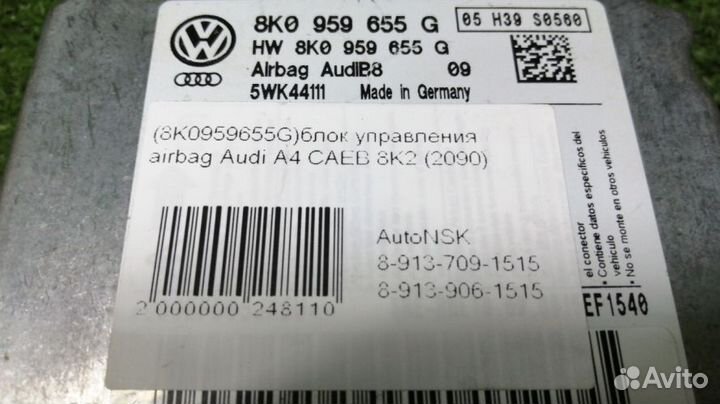 8K0 959 655 G
05 H39 S0560
HW 8K0 959 655 G
Airbag AudiB8 09
5WK44111 Made in Germany
(8K0959655G)блок управления
airbag Audi A4 CAEB 8K2 (2090)
AutoNSK
8-913-709-1515
8-913-906-1515
2 000000 248110
el conector
• Contiene datos específicos del
vehículo
• No se monte en otros vehículos
EF1540
Avito